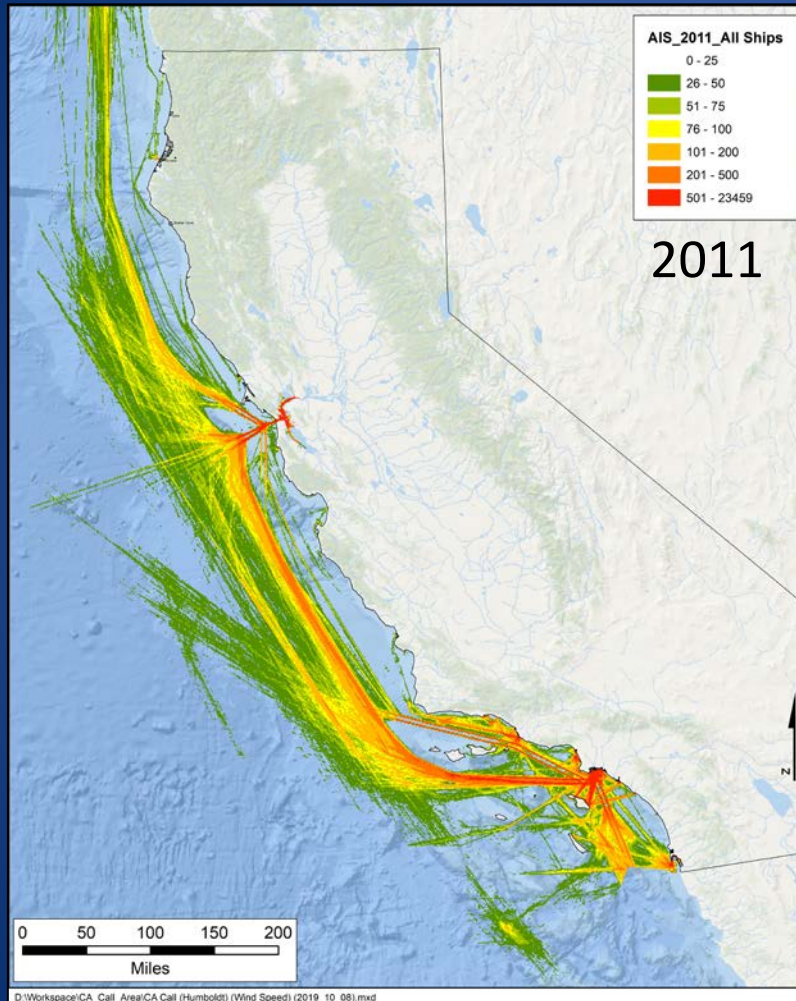 AIS_2011_All Ships
0 - 25
26 - 50
51 - 75
76 - 100
101 - 200
201 - 500
501 - 23459
2011
N
0 50 100 150 200
Miles
D:\Workspace\CA_Call_Area\CA Call (Humboldt) (Wind Speed) (2019_10_08).mxd